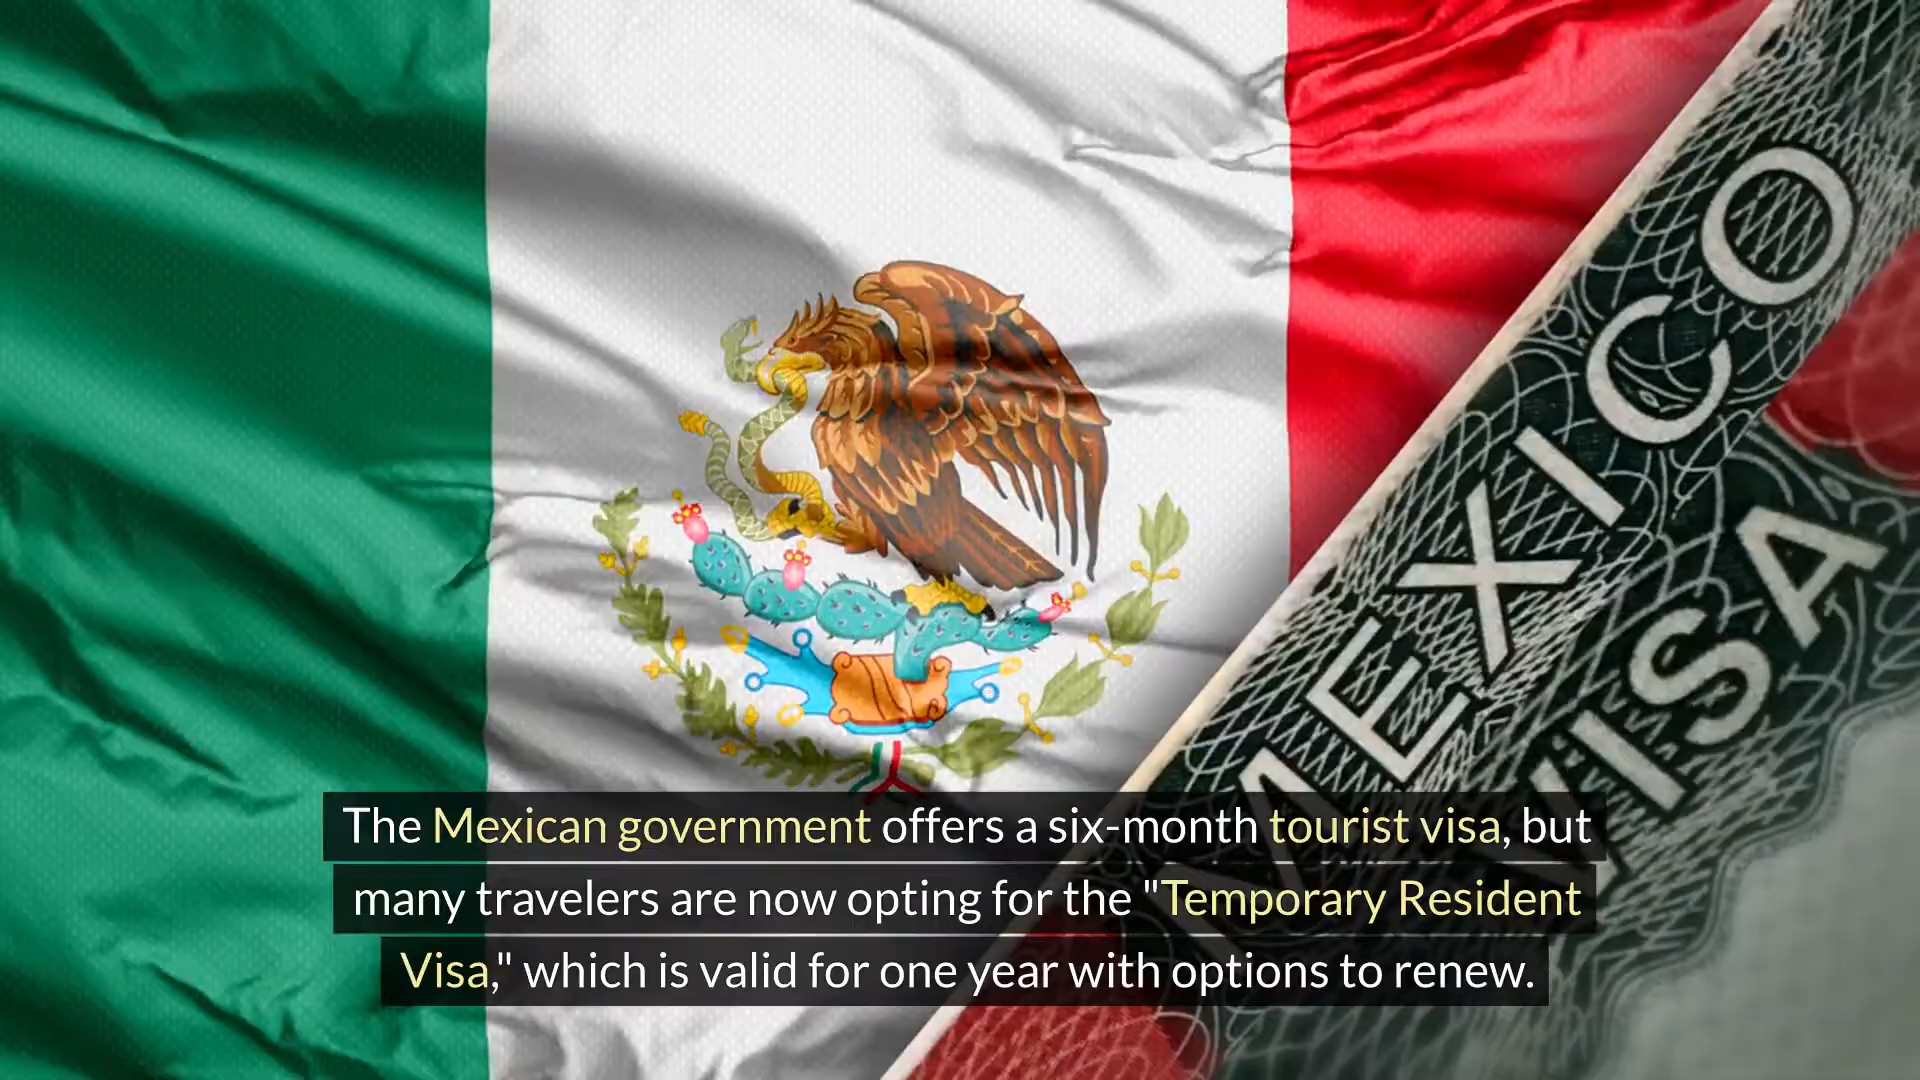 MEXICO
VISA
The Mexican government offers a six-month tourist visa, but
many travelers are now opting for the "Temporary Resident
Visa," which is valid for one year with options to renew.